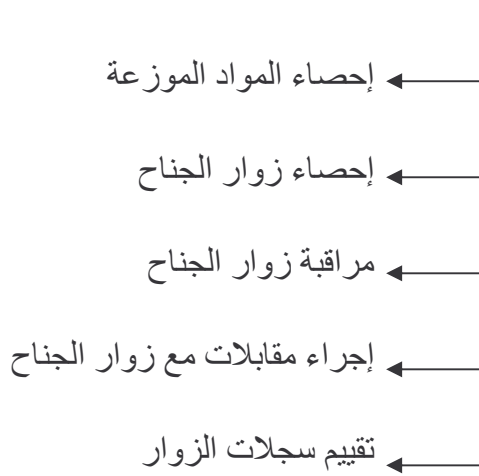 إحصاء المواد الموزعة
إحصاء زوار الجناح
مراقبة زوار الجناح
إجراء مقابلات مع زوار الجناح
تقييم سجلات الزوار